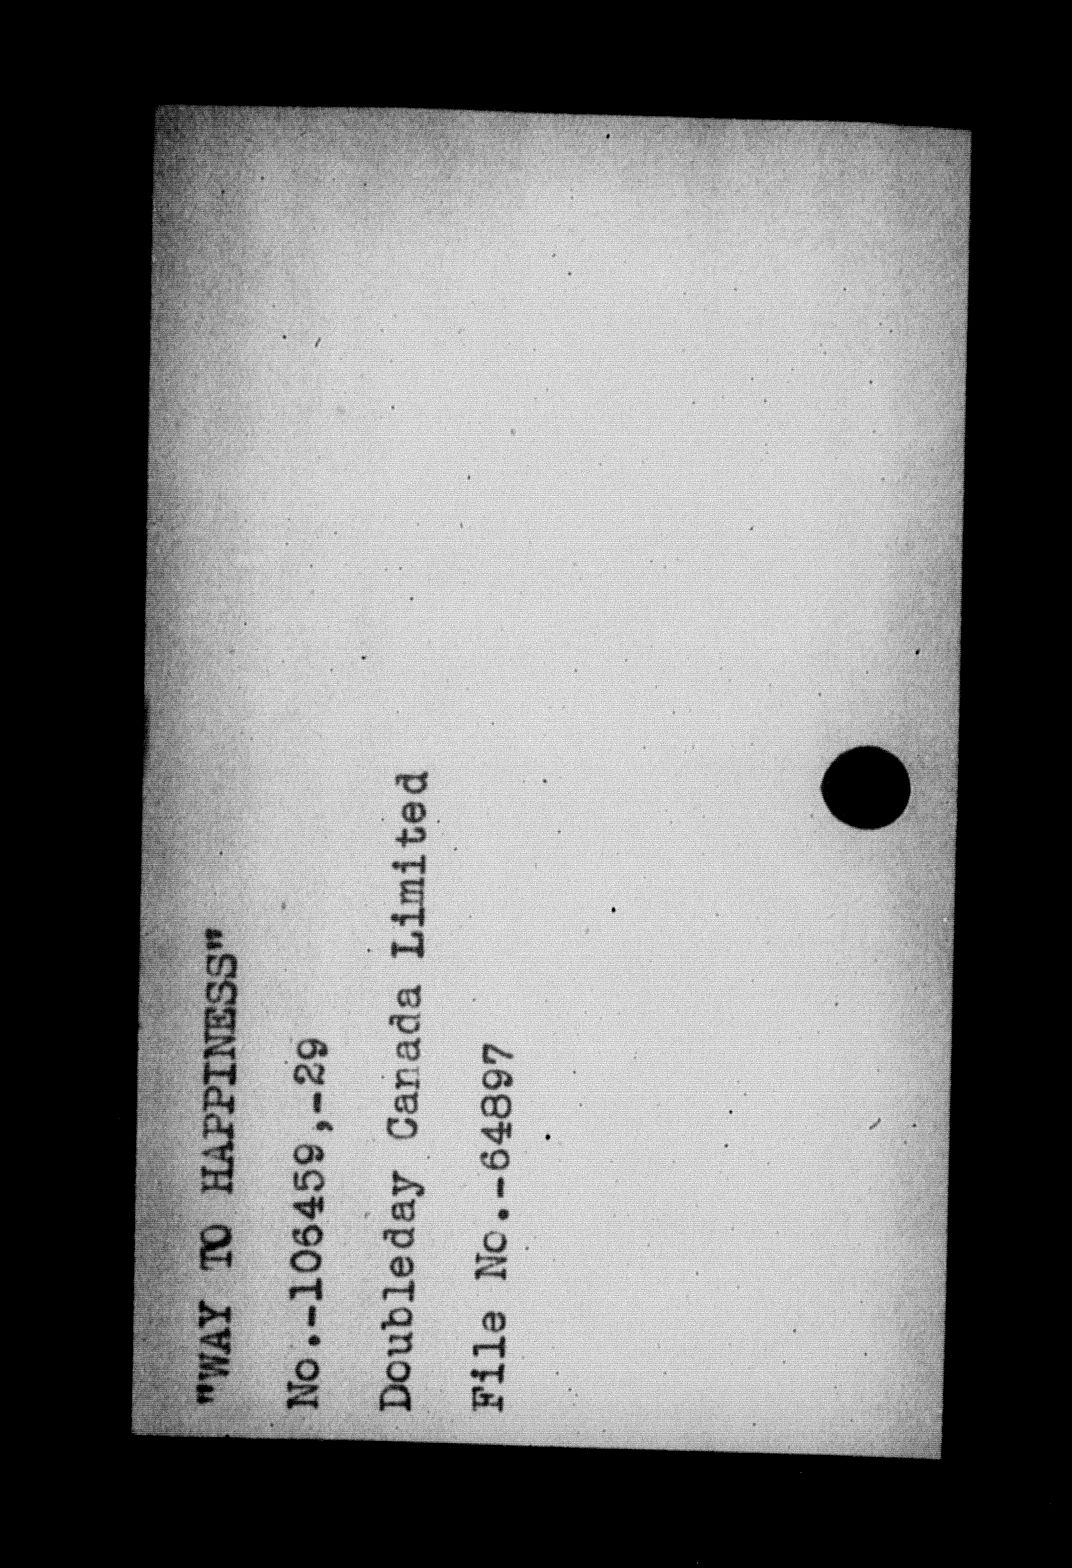 "WAY TO HAPPINESS"
No.-106459,-29
Doubleday Canada Limited
File No.-64897